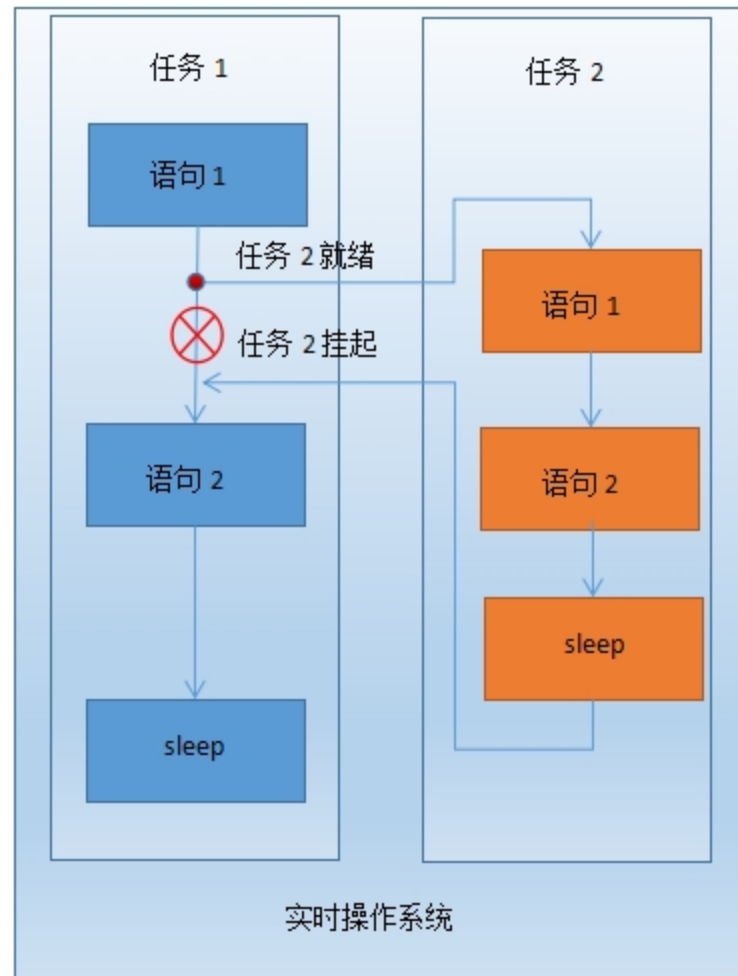 任务 1
语句 1
任务 2 就绪
任务 2 挂起
语句 2
sleep
任务 2
语句 1
语句 2
sleep
实时操作系统